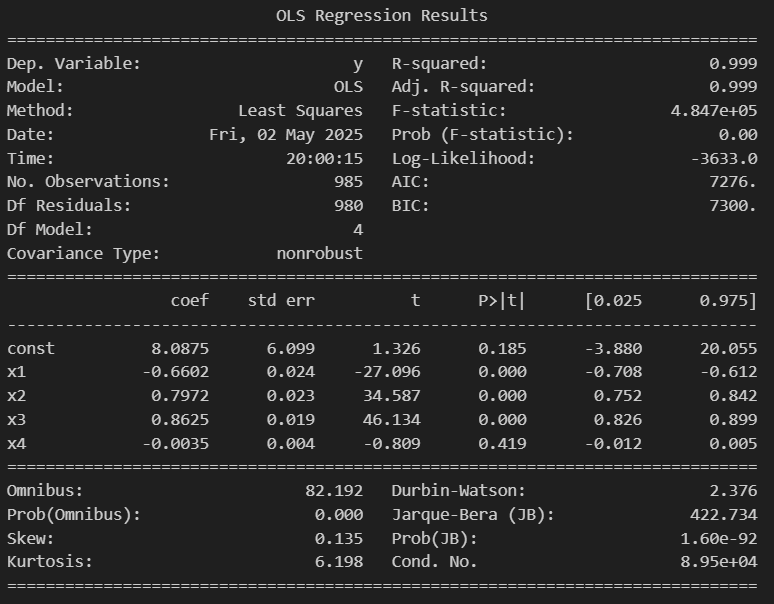 OLS Regression Results
==============================================================================
Dep. Variable:                      y   R-squared:                       0.999
Model:                            OLS   Adj. R-squared:                  0.999
Method:                 Least Squares   F-statistic:                 4.847e+05
Date:                Fri, 02 May 2025   Prob (F-statistic):               0.00
Time:                        20:00:15   Log-Likelihood:                -3633.0
No. Observations:                 985   AIC:                             7276.
Df Residuals:                     980   BIC:                             7300.
Df Model:                           4
Covariance Type:            nonrobust
==============================================================================
                 coef    std err          t      P>|t|      [0.025      0.975]
------------------------------------------------------------------------------
const          8.0875      6.099      1.326      0.185      -3.880      20.055
x1            -0.6602      0.024    -27.096      0.000      -0.708      -0.612
x2             0.7972      0.023     34.587      0.000       0.752       0.842
x3             0.8625      0.019     46.134      0.000       0.826       0.899
x4            -0.0035      0.004     -0.809      0.419      -0.012       0.005
==============================================================================
Omnibus:                       82.192   Durbin-Watson:                   2.376
Prob(Omnibus):                  0.000   Jarque-Bera (JB):              422.734
Skew:                           0.135   Prob(JB):                     1.60e-92
Kurtosis:                       6.198   Cond. No.                     8.95e+04
==============================================================================